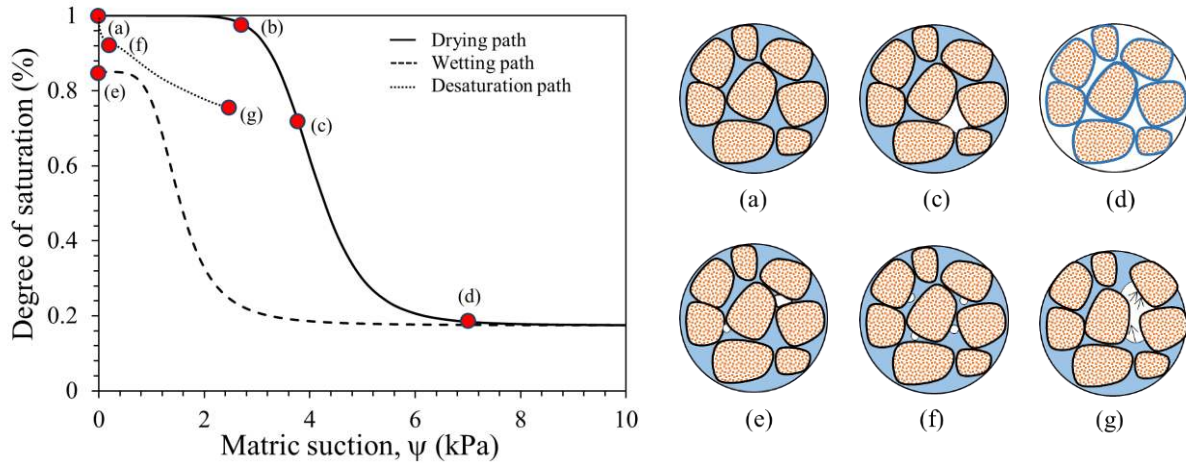 Degree of saturation (%)
1
0.8
0.6
0.4
0.2
0
0
2
4
6
8
10
Matric suction, ψ (kPa)
(a)
(f)
(e)
(g)
(b)
(c)
(d)
Drying path
Wetting path
Desaturation path
(a)
(c)
(d)
(e)
(f)
(g)